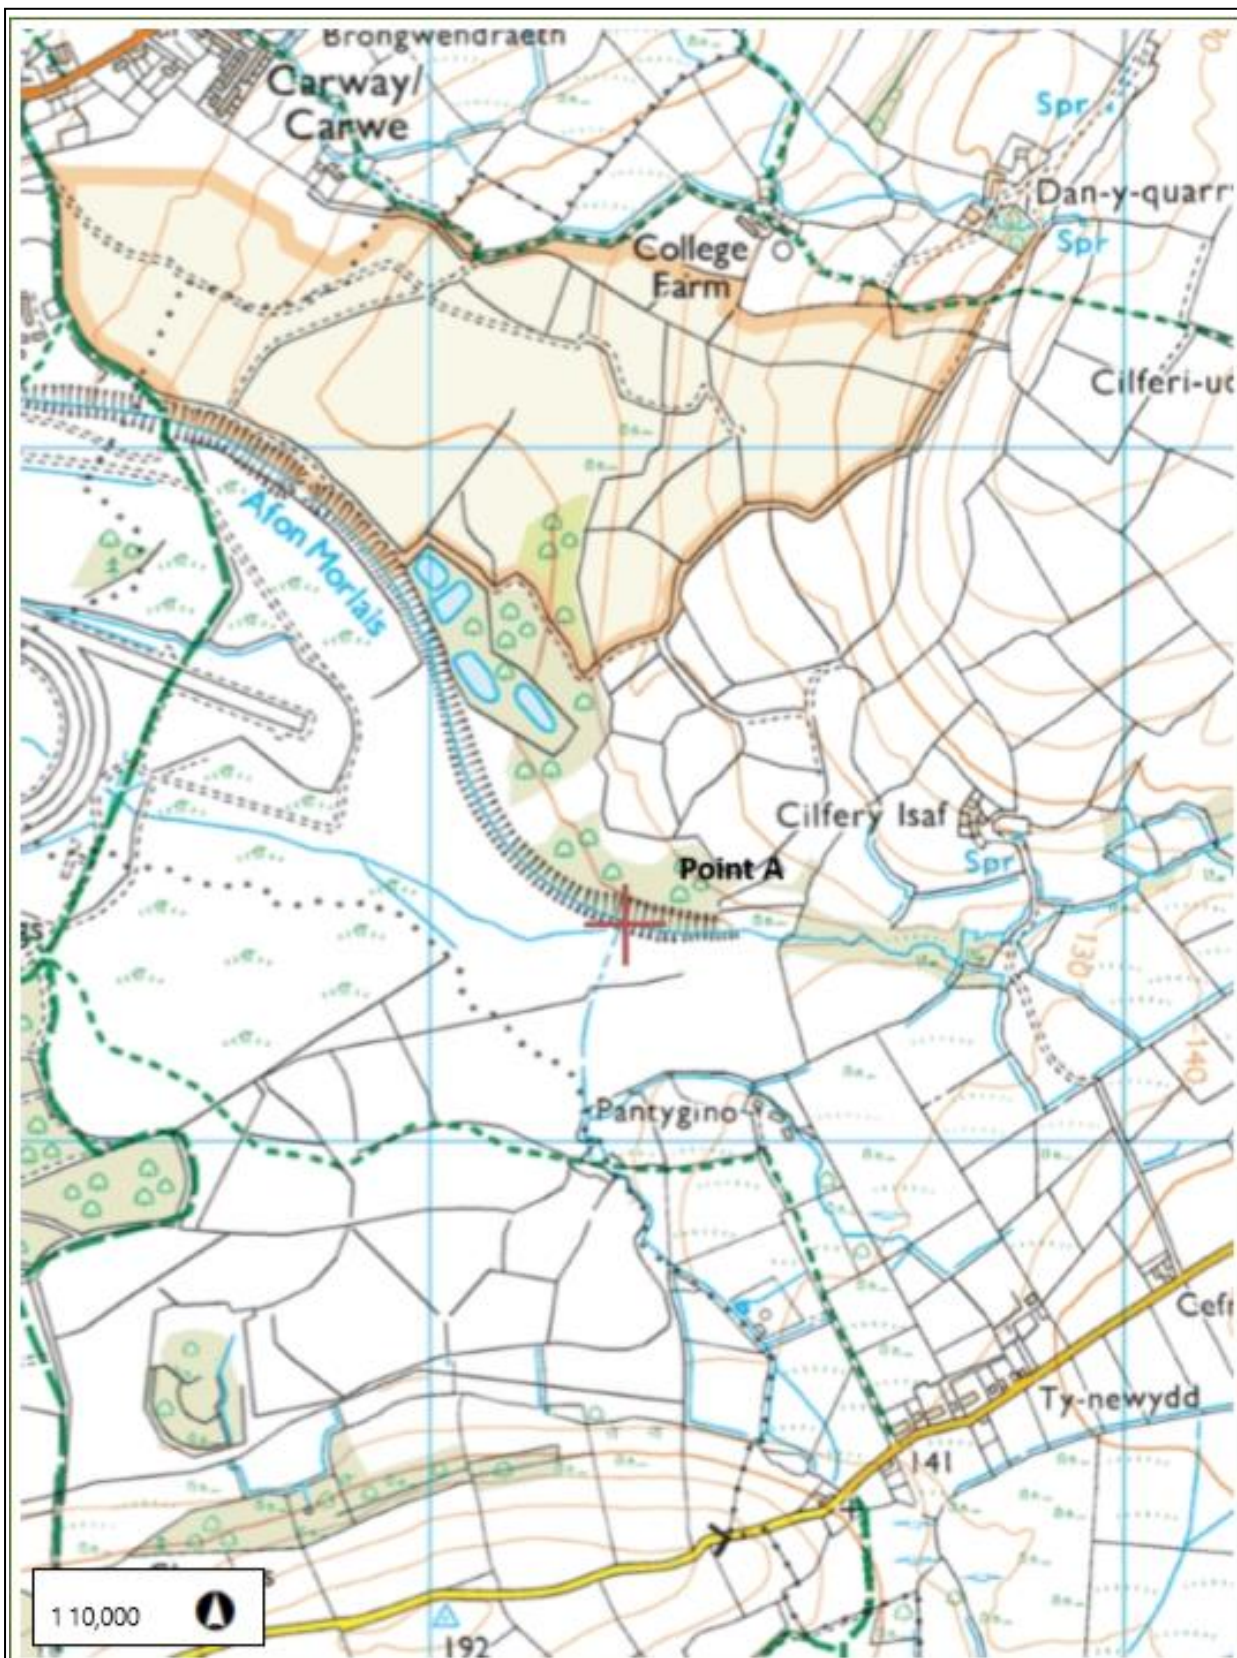 Brongwendraeth
Carway/
Carwe
Spr
Dan-y-quarr
Spr
College
Farm
Cilferi-uc
Afon Morlais
Cilfery Isaf
Spr
Point A
130
140
Pantygino
Cefn
Ty-newydd
141
192
1 10,000